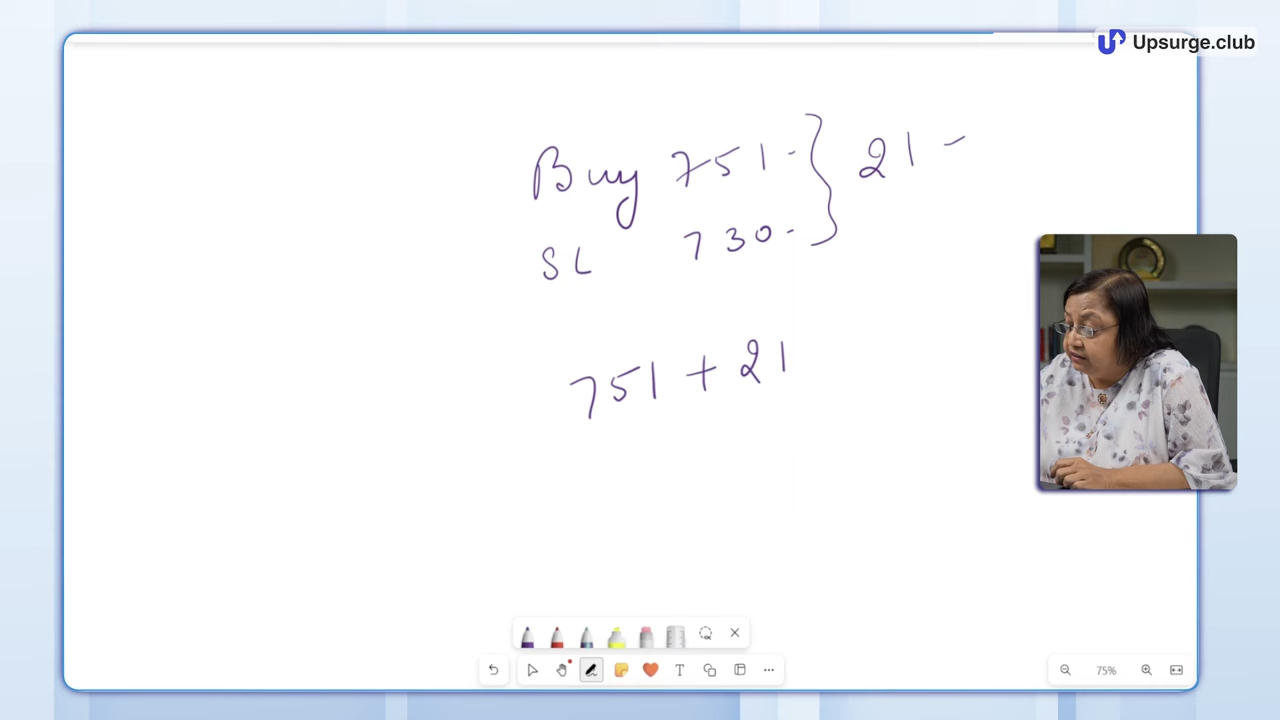 Upsurge.club
Buy 751 - } 21 -
SL 730 -
751 + 21
T
75%